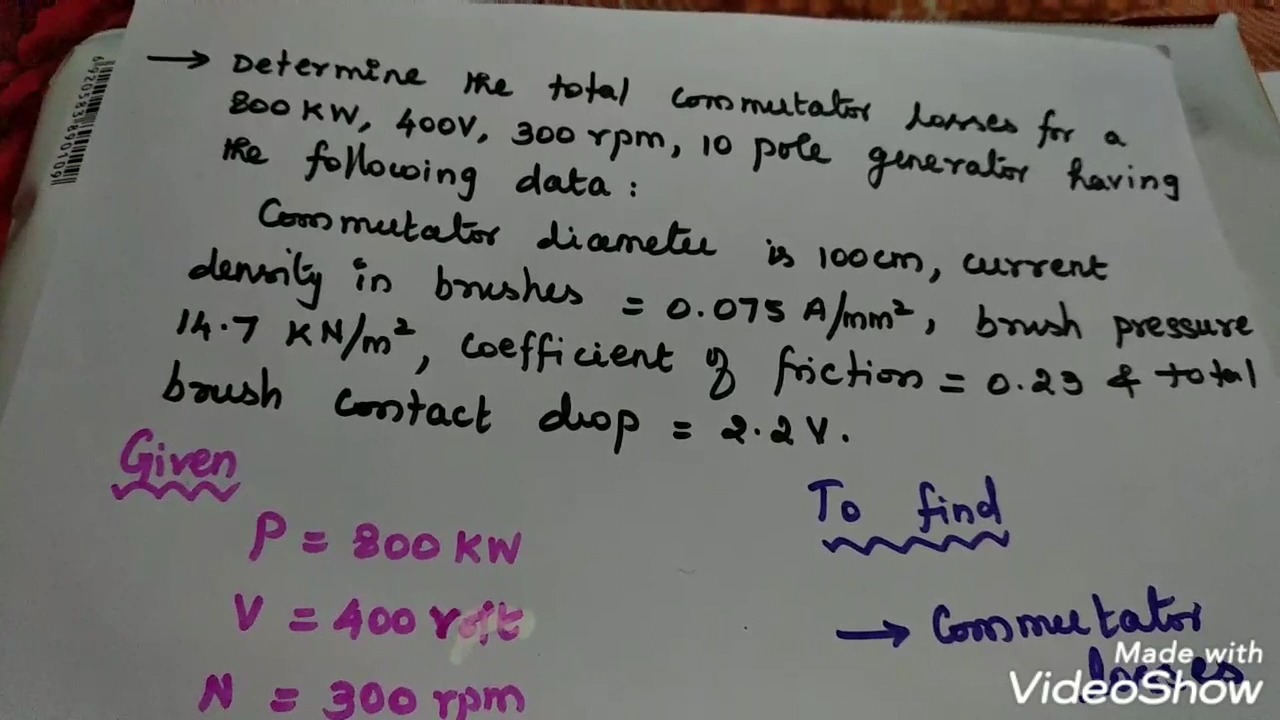 → Determine the total commutator losses for a
800 KW, 400V, 300 rpm, 10 pole generator having
the following data:
Commutator diameter is 100cm, current
density in brushes = 0.075 A/mm², brush pressure
14.7 KN/m², coefficient of friction = 0.23 & total
brush contact drop = 2.2 V.
Given
To find
P = 800 KW
V = 400 volt
→ Commutator
losses
N = 300 rpm
Made with
VideoShow
6920583890109